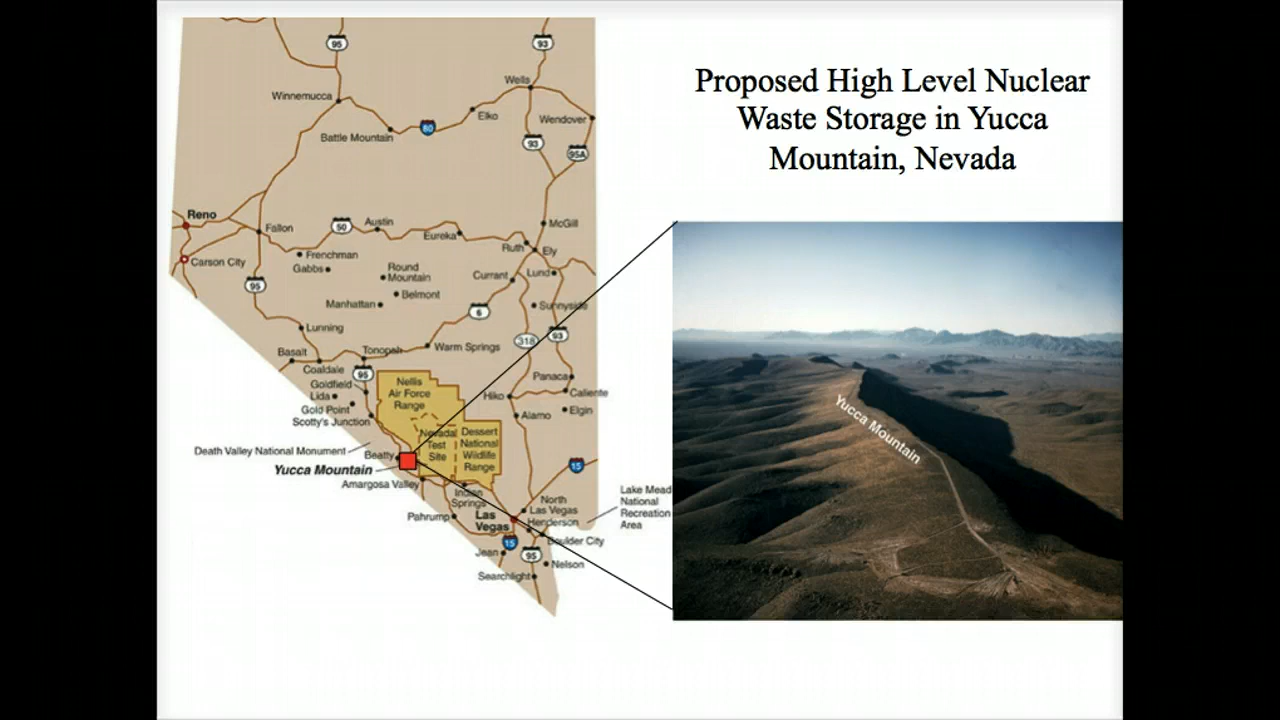 Proposed High Level Nuclear
Waste Storage in Yucca
Mountain, Nevada
95
93
Wells
Winnemucca
Elko
Wendover
80
Battle Mountain
93
95A
Reno
Fallon
50
Austin
McGill
Eureka
Ruth
Ely
Carson City
Frenchman
Gabbs
Round
Mountain
Currant
Lund
95
Belmont
Manhattan
6
Sunnyside
Lunning
318
93
Basalt
Tonopah
Warm Springs
Coaldale
95
Goldfield
Nellis
Air Force
Range
Panaca
Lida
Hiko
Caliente
Gold Point
Scotty's Junction
Alamo
Elgin
Nevada
Test
Site
Dessert
National
Wildlife
Range
Death Valley National Monument
Beatty
Yucca Mountain
15
Amargosa Valley
Indian
Springs
Lake Mead
National
Recreation
Area
North
Las Vegas
Pahrump
Las
Vegas
Henderson
Boulder City
15
Jean
95
Nelson
Searchlight
Yucca Mountain